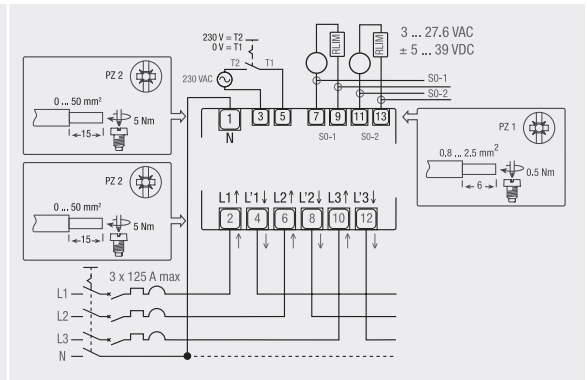 230 V = T2
0 V = T1
3 ... 27.6 VAC
± 5 ... 39 VDC
RLIM
RLIM
T2
T1
230 VAC
S0-1
S0-2
PZ 2
0 ... 50 mm²
15
5 Nm
1
3
5
7
9
11
13
N
S0-1
S0-2
PZ 1
0,8 ... 2.5 mm²
6
0.5 Nm
PZ 2
0 ... 50 mm²
15
5 Nm
L1↑ L'1↓ L2↑ L'2↓ L3↑ L'3↓
2
4
6
8
10
12
3 x 125 A max
L1
L2
L3
N